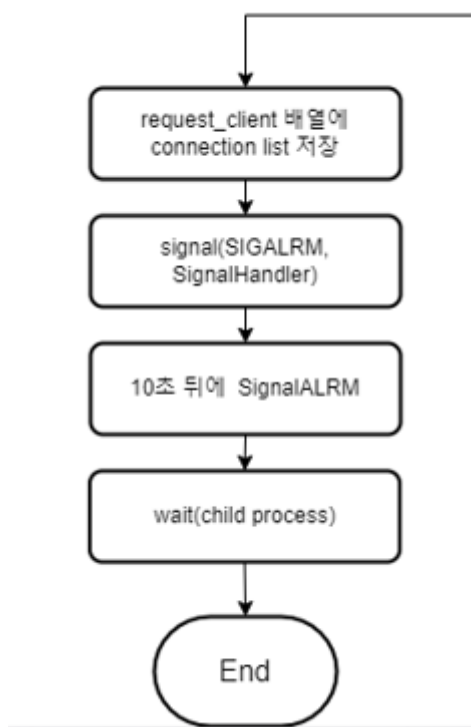 request_client 배열에
connection list 저장
signal(SIGALRM,
SignalHandler)
10초 뒤에 SignalALRM
wait(child process)
End